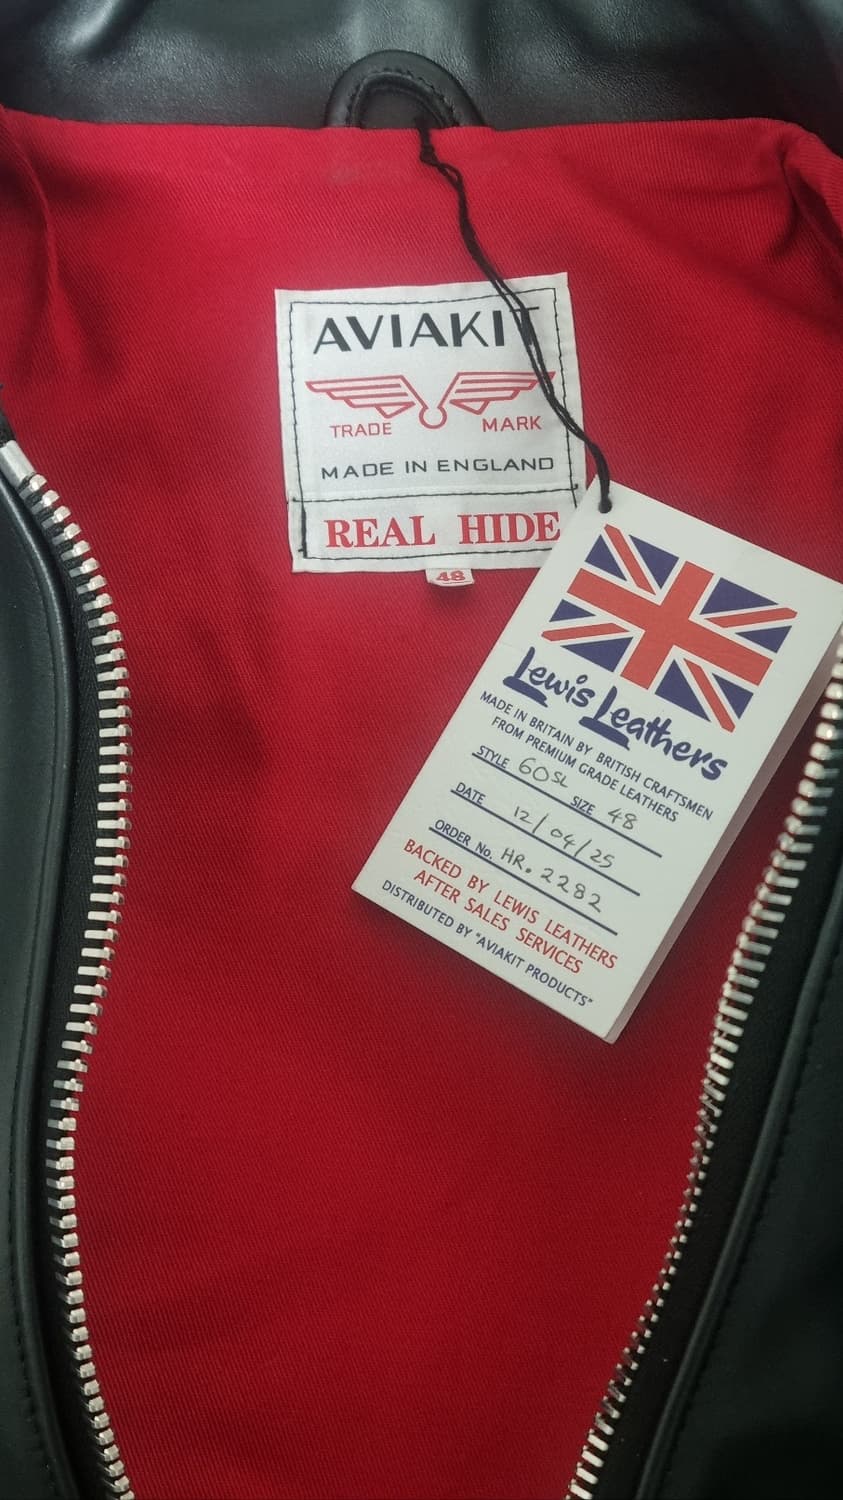 AVIAKIT
TRADE MARK
MADE IN ENGLAND
REAL HIDE
48
Lewis Leathers
MADE IN BRITAIN BY BRITISH CRAFTSMEN
FROM PREMIUM GRADE LEATHERS
STYLE 60SL SIZE 48
DATE 12/04/25
ORDER No. HR. 2282
BACKED BY LEWIS LEATHERS
AFTER SALES SERVICES
DISTRIBUTED BY "AVIAKIT PRODUCTS"